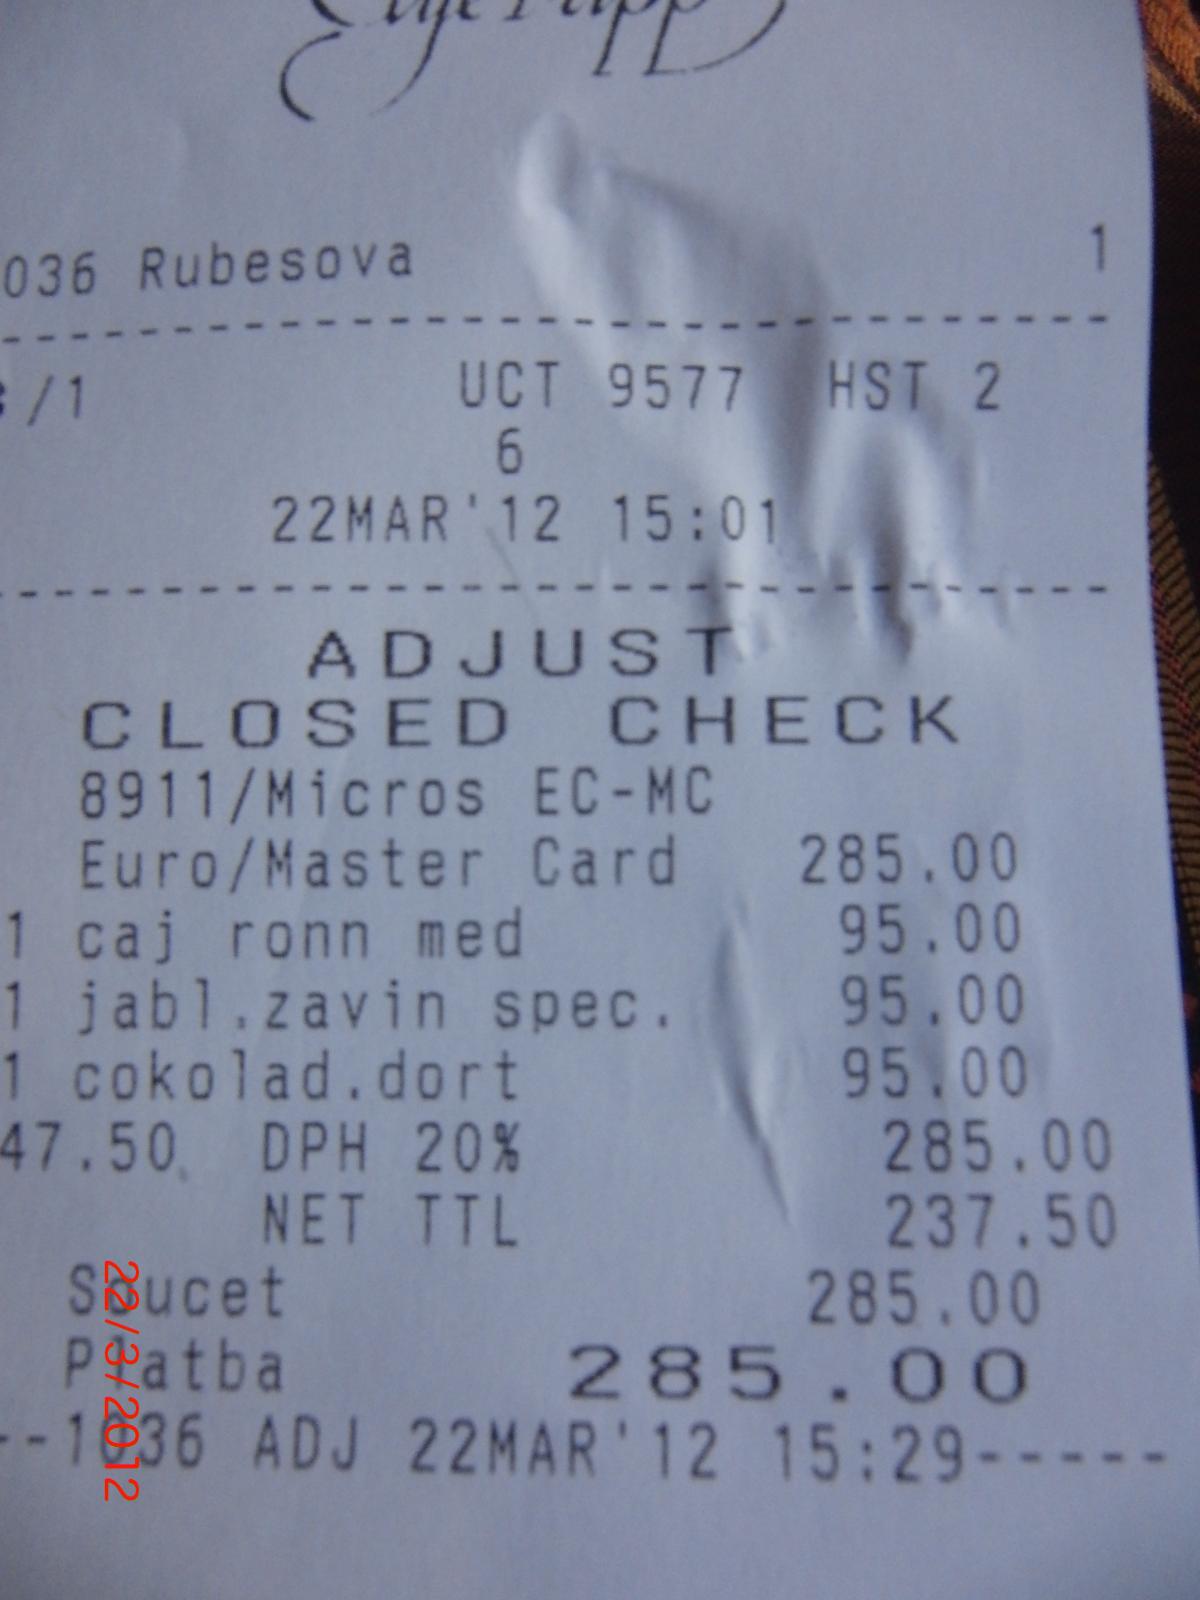 036 Rubesova 1
/1 UCT 9577 HST 2
6
22MAR'12 15:01
ADJUST
CLOSED CHECK
8911/Micros EC-MC
Euro/Master Card 285.00
1 caj ronn med 95.00
1 jabl.zavin spec. 95.00
1 cokolad.dort 95.00
47.50 DPH 20% 285.00
NET TTL 237.50
Soucet 285.00
Platba 285.00
--1036 ADJ 22MAR'12 15:29-----
22/3/2012